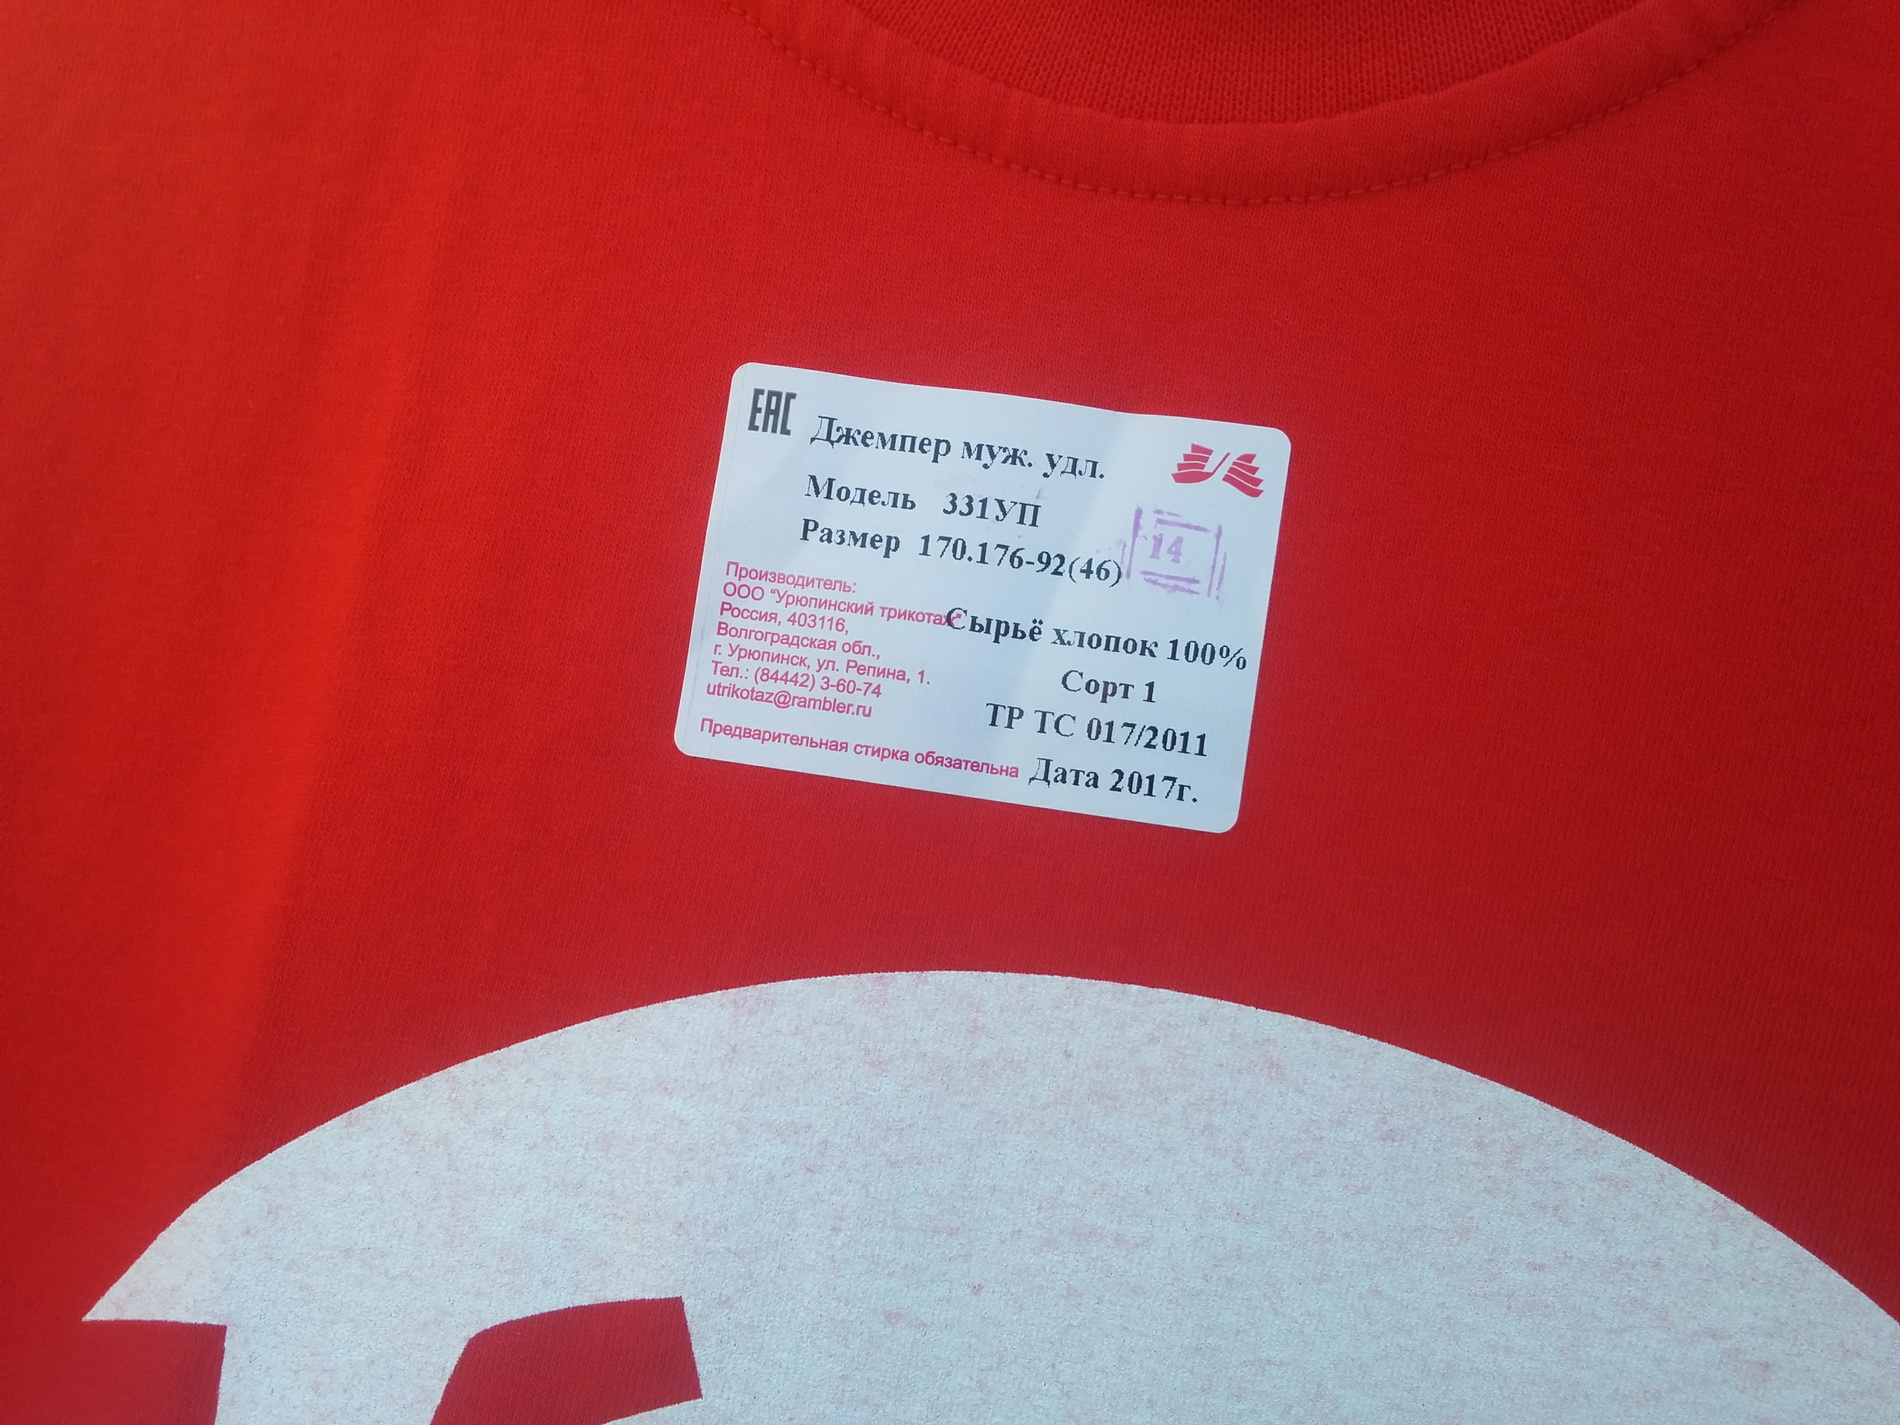 ЕАС
Джемпер муж. удл.
Модель 331УП
Размер 170.176-92(46)
14
Производитель:
ООО "Урюпинский трикотаж"
Россия, 403116,
Волгоградская обл.,
г. Урюпинск, ул. Репина, 1.
Тел.: (84442) 3-60-74
utrikotaz@rambler.ru
Предварительная стирка обязательна
Сырьё хлопок 100%
Сорт 1
ТР ТС 017/2011
Дата 2017г.